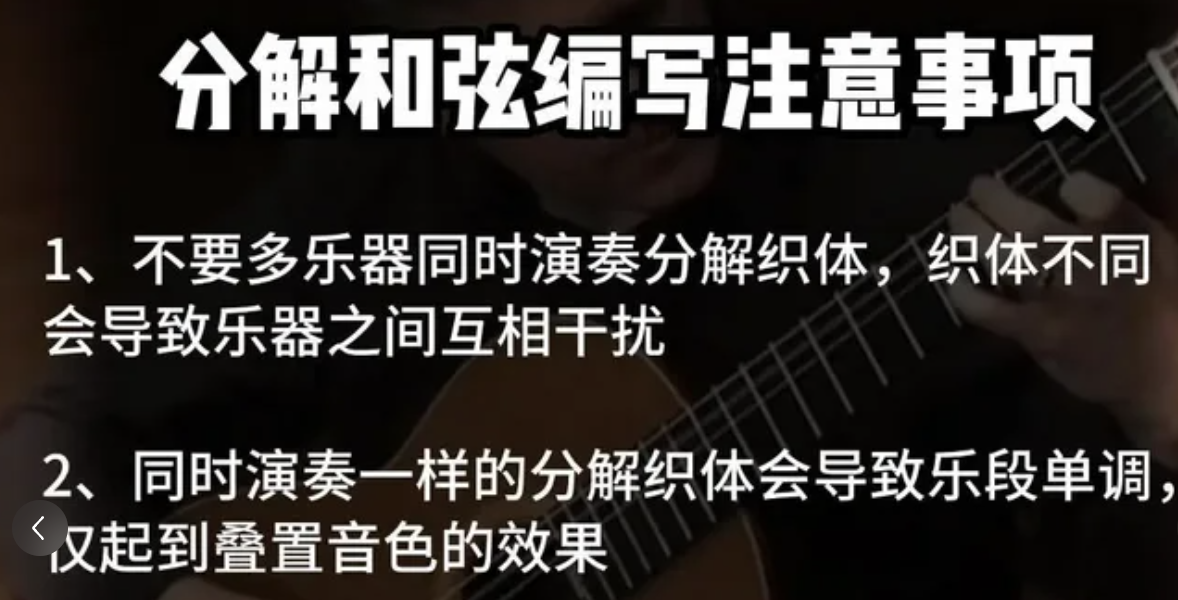 分解和弦编写注意事项
1、不要多乐器同时演奏分解织体，织体不同
会导致乐器之间互相干扰
2、同时演奏一样的分解织体会导致乐段单调，
仅起到叠置音色的效果